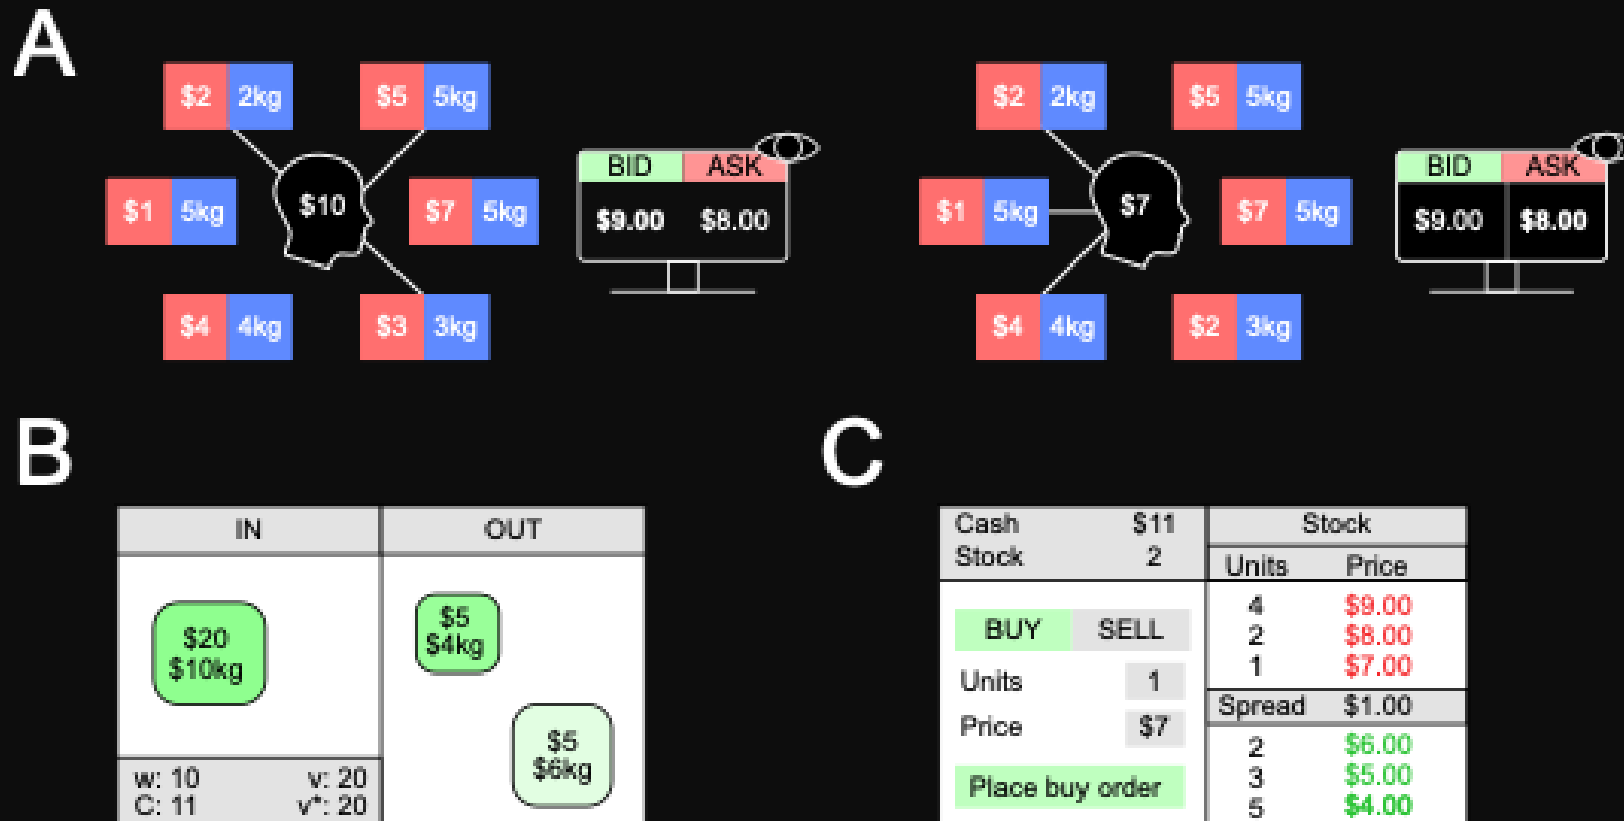 A
$2 2kg $5 5kg
$1 5kg $10 $7 5kg
$4 4kg $3 3kg
BID ASK
$9.00 $8.00
$2 2kg $5 5kg
$1 5kg $7 $7 5kg
$4 4kg $2 3kg
BID ASK
$9.00 $8.00
B
IN OUT
$20
$10kg
$5
$4kg
$5
$6kg
w: 10 v: 20
C: 11 v*: 20
C
Cash $11
Stock 2
BUY SELL
Units 1
Price $7
Place buy order
Stock
Units Price
4 $9.00
2 $8.00
1 $7.00
Spread $1.00
2 $6.00
3 $5.00
5 $4.00